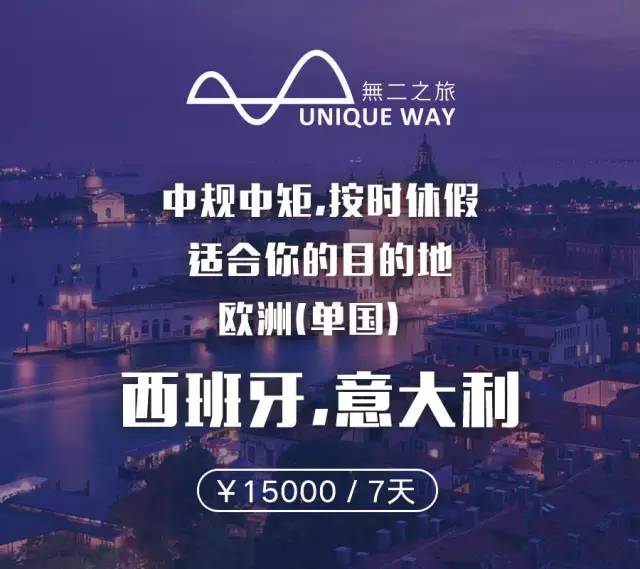 無二之旅
UNIQUE WAY
中规中矩,按时休假
适合你的目的地
欧洲(单国)
西班牙,意大利
￥15000 / 7天